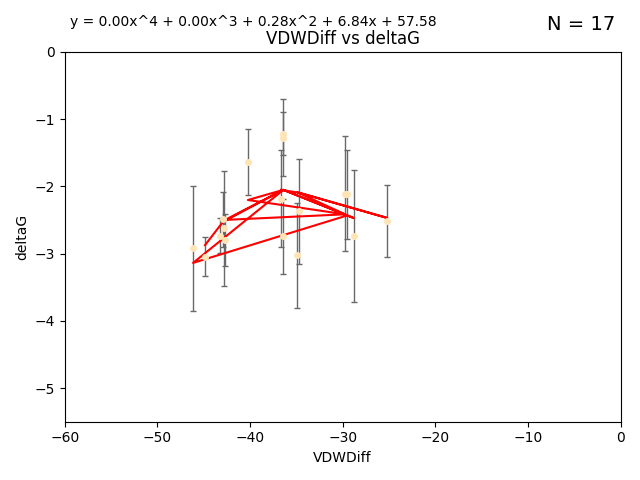 y = 0.00x^4 + 0.00x^3 + 0.28x^2 + 6.84x + 57.58
N = 17
VDWDiff vs deltaG
0
−1
−2
−3
−4
−5
deltaG
−60 −50 −40 −30 −20 −10 0
VDWDiff